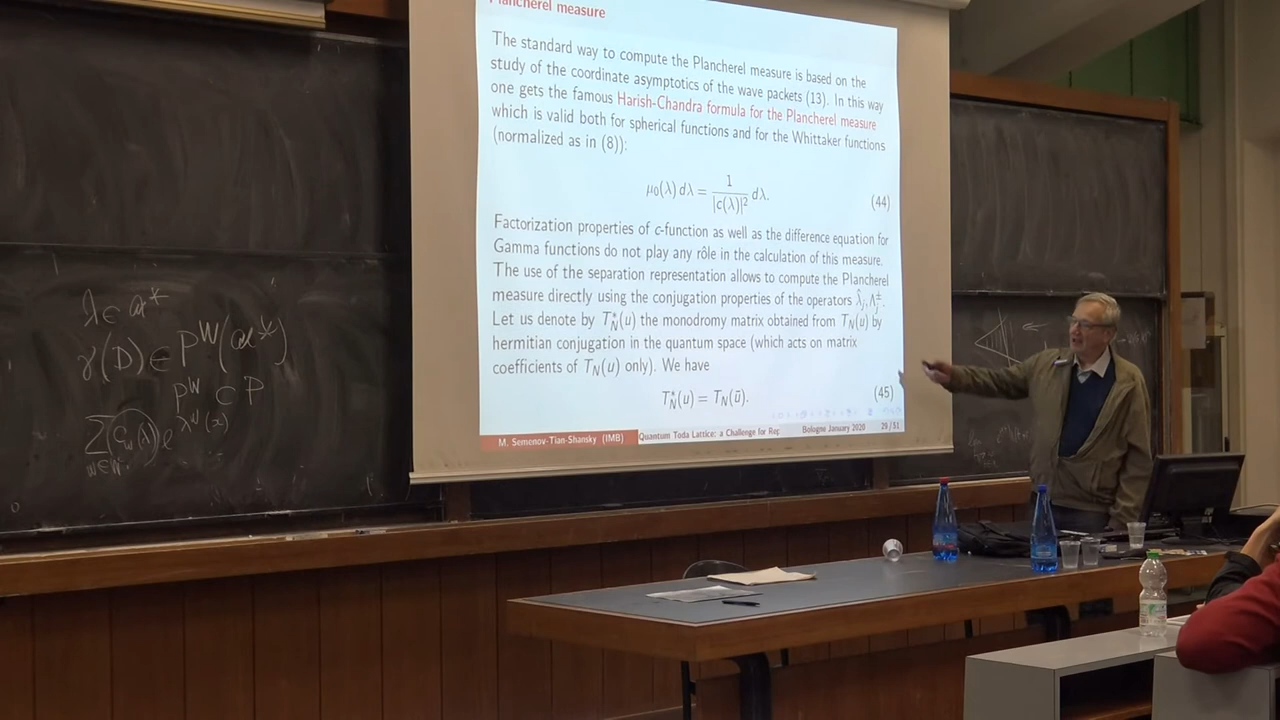 Plancherel measure
The standard way to compute the Plancherel measure is based on the
study of the coordinate asymptotics of the wave packets (13). In this way
one gets the famous Harish-Chandra formula for the Plancherel measure
which is valid both for spherical functions and for the Whittaker functions
(normalized as in (8)):
μ₀(λ) dλ = 1/|c(λ)|² dλ. (44)
Factorization properties of c-function as well as the difference equation for
Gamma functions do not play any rôle in the calculation of this measure.
The use of the separation representation allows to compute the Plancherel
measure directly using the conjugation properties of the operators λ̂ⱼ, Λⱼ^±.
Let us denote by T*_N(u) the monodromy matrix obtained from T_N(u) by
hermitian conjugation in the quantum space (which acts on matrix
coefficients of T_N(u) only). We have
T*_N(u) = T_N(ū). (45)
M. Semenov-Tian-Shansky (IMB) Quantum Toda Lattice: a Challenge for Rep Bologne January 2020 29 / 51
λ ∈ 𝔞*
γ(D) ∈ P^W(𝔞*)
P^W ⊂ P